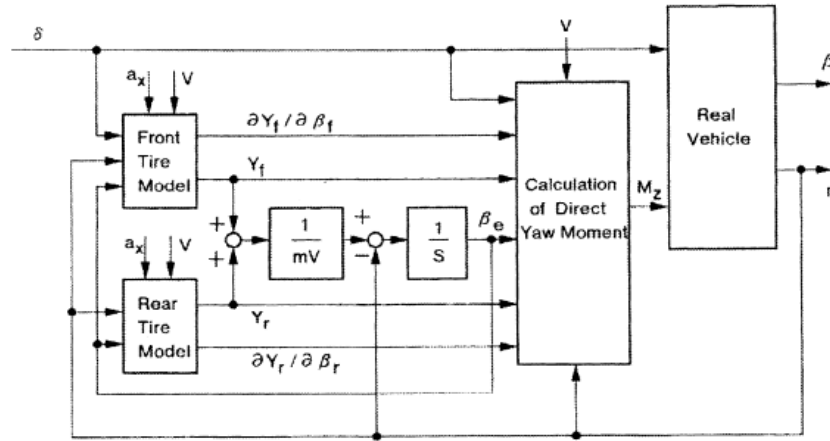 δ
V
β
a_x
V
Real
Vehicle
Front
Tire
Model
∂Y_f / ∂β_f
Y_f
Calculation
of Direct
Yaw Moment
M_z
r
+
+
1
mV
+
−
1
S
β_e
a_x
V
Rear
Tire
Model
Y_r
∂Y_r / ∂β_r